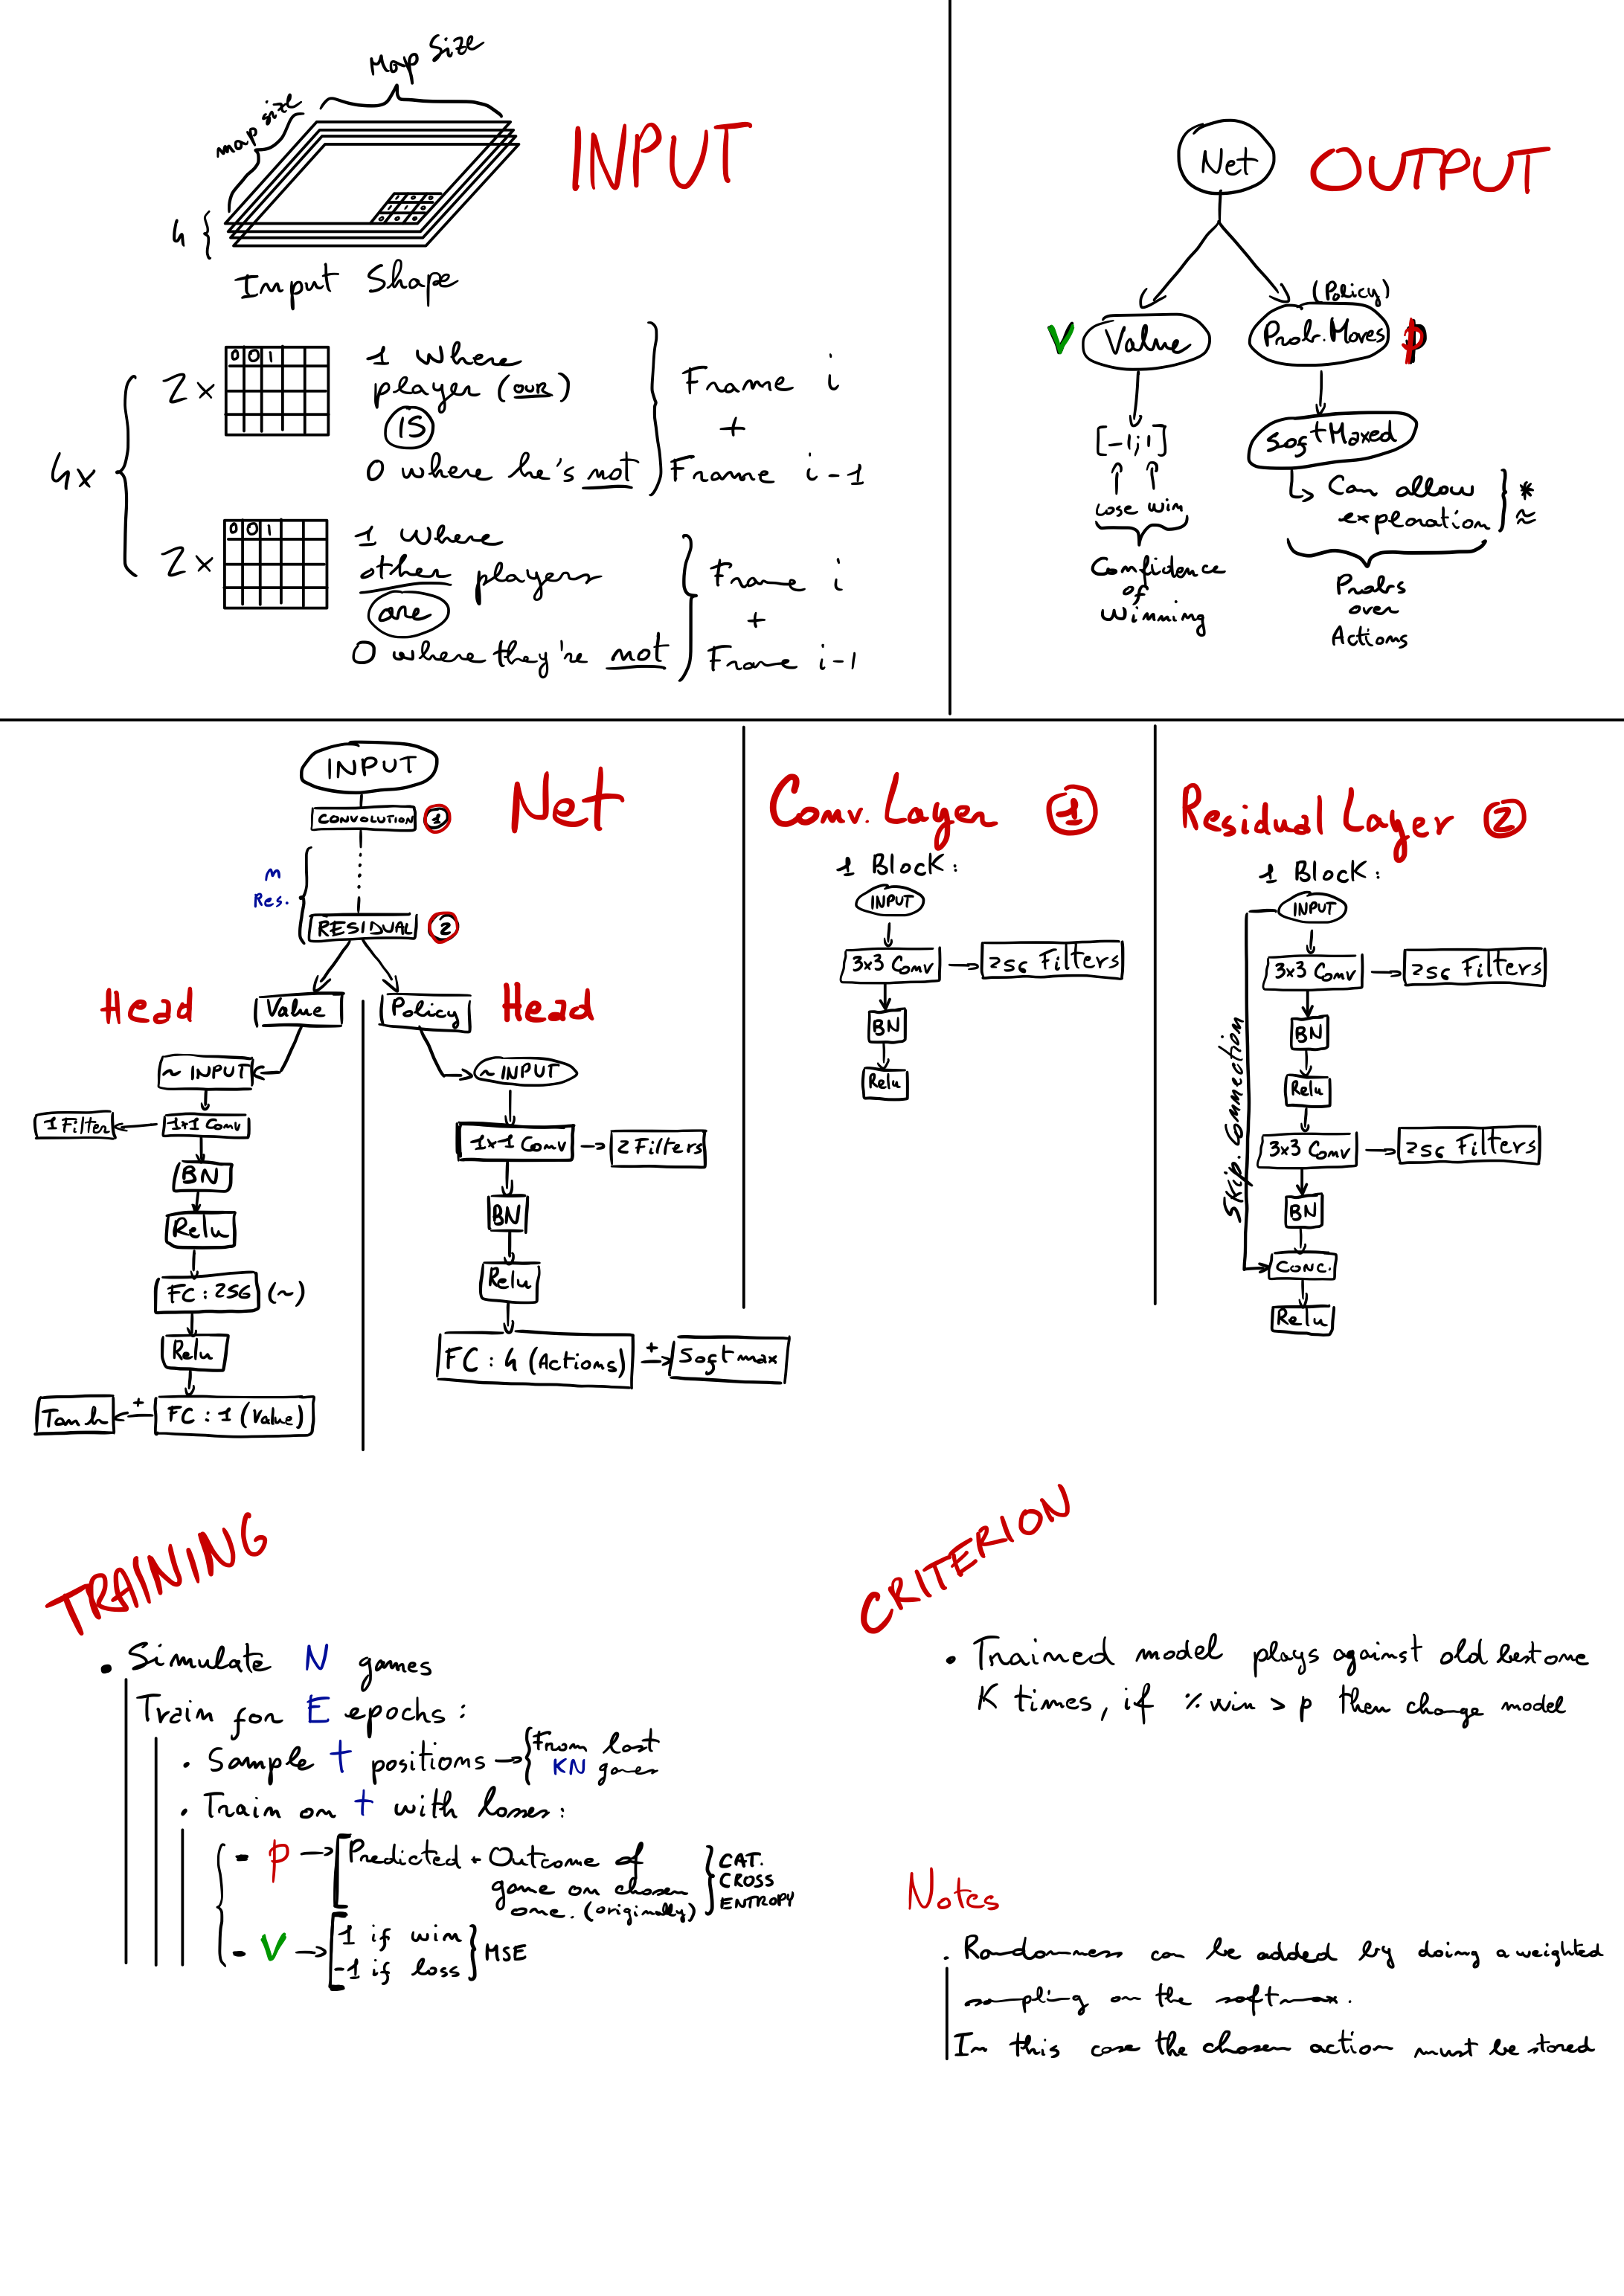 Map Size
map size
INPUT
1 0 0
1 1 0
0 0 0
4
Input Shape
4x
2x
0 0 1
1 where
player (our)
IS
0 where he's not
Frame i
+
Frame i-1
2x
0 0 1
1 where
other players
are
0 where they're not
Frame i
+
Frame i-1
Net
OUTPUT
V
Value
(Policy)
Prob. Moves
p
[-1;1]
Lose win
Confidence
of
winning
SoftMaxed
Can allow
exploration
*
≈
Probs
over
Actions
INPUT
Net
CONVOLUTION
1
m
Res.
RESIDUAL
2
Head
Value
Policy
Head
~ INPUT
1 Filter
1x1 Conv
BN
Relu
FC : 256 (~)
Relu
Tanh
+
FC : 1 (Value)
~ INPUT
1x1 Conv
2 Filters
BN
Relu
FC : 4 (Actions)
+
Softmax
Conv. Layer 1
1 Block :
INPUT
3x3 Conv
256 Filters
BN
Relu
Residual Layer 2
1 Block :
INPUT
3x3 Conv
256 Filters
BN
Relu
3x3 Conv
256 Filters
BN
Conc.
Relu
Skip. Connection
TRAINING
• Simulate N games
Train for E epochs :
• Sample t positions
From last
KN games
• Train on t with losses :
- p
Predicted + Outcome of
game on chosen
one. (originally)
CAT.
CROSS
ENTROPY
- V
1 if win
-1 if loss
MSE
CRITERION
• Trained model plays against old best one
K times, if % win > p then change model
Notes
. Randomness can be added by doing a weighted
sampling on the softmax.
In this case the chosen action must be stored